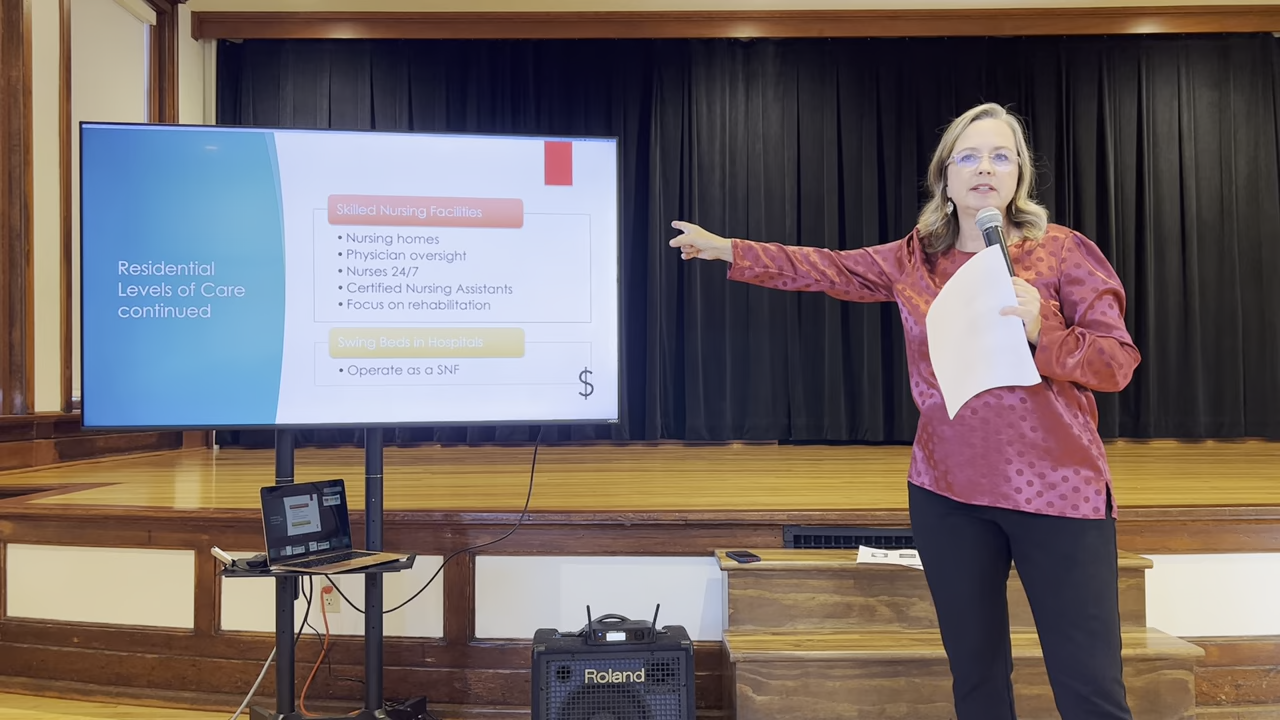 Residential
Levels of Care
continued
Skilled Nursing Facilities
• Nursing homes
• Physician oversight
• Nurses 24/7
• Certified Nursing Assistants
• Focus on rehabilitation
Swing Beds in Hospitals
• Operate as a SNF
$
Roland